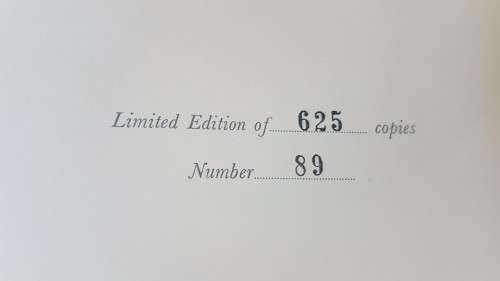 Limited Edition of 625 copies
Number 89